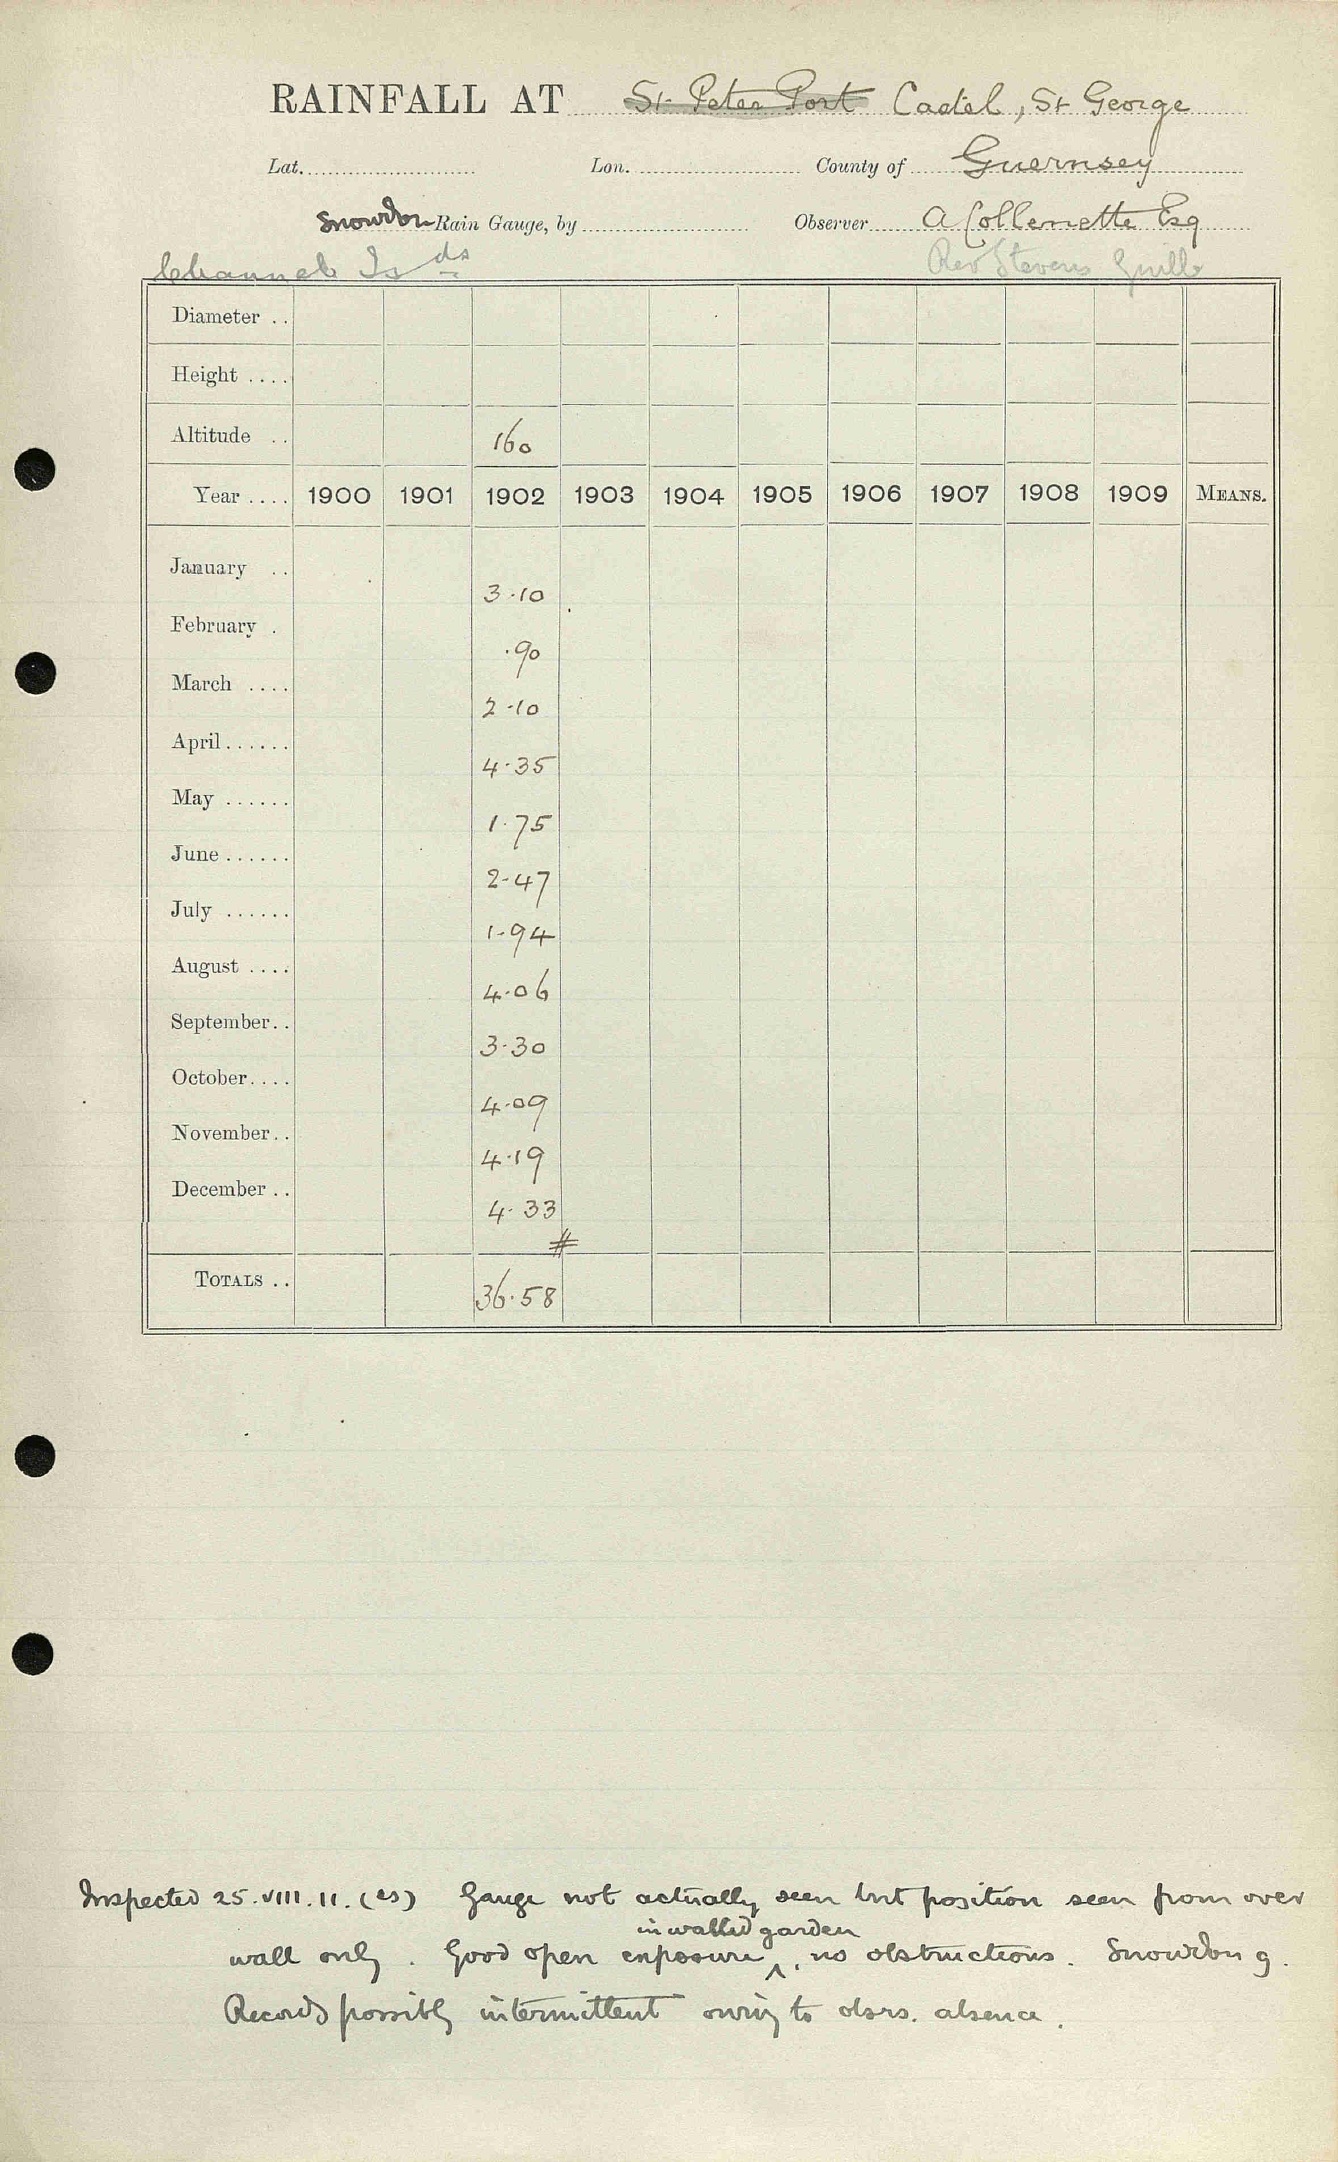 RAINFALL AT St Peter Port Castel, St George
Lat. Lon. County of Guernsey
Snowdon Rain Gauge, by Observer A Collenette Esq
Channel Is ds Rev Stevens Guille
Diameter ..
Height ....
Altitude .. 160
Year .... 1900 1901 1902 1903 1904 1905 1906 1907 1908 1909 MEANS.
January .. 3.10
February . .90
March .... 2.10
April...... 4.35
May ...... 1.75
June...... 2.47
July ...... 1.94
August .... 4.06
September.. 3.30
October.... 4.09
November.. 4.19
December .. 4.33
#
TOTALS .. 36.58
Inspected 25.VIII.11. (es) Gauge not actually seen but position seen from over
in walled garden
wall only. Good open exposure ^, no obstructions. Snowdon g.
Records possibly intermittent owing to obsrs. absence.